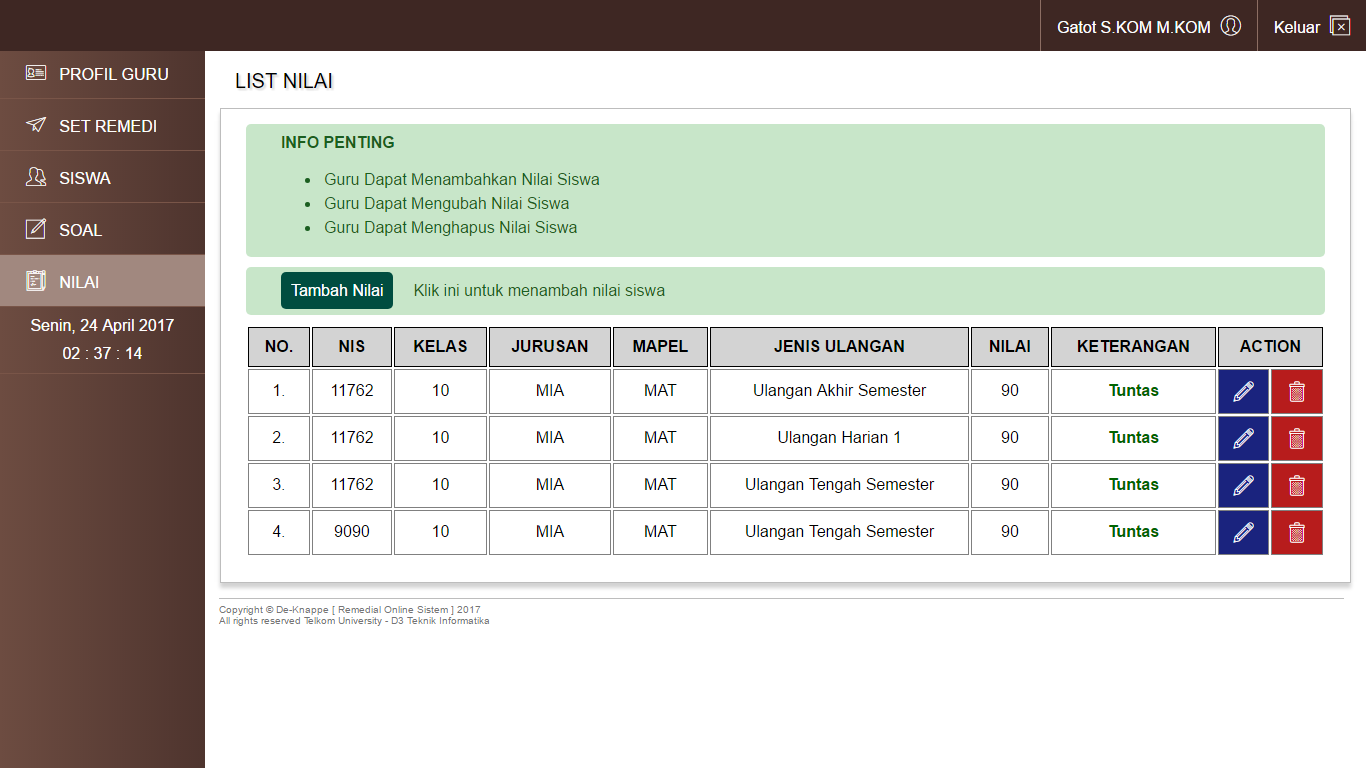 Gatot S.KOM M.KOM Keluar
PROFIL GURU
SET REMEDI
SISWA
SOAL
NILAI
Senin, 24 April 2017
02 : 37 : 14
LIST NILAI
INFO PENTING
• Guru Dapat Menambahkan Nilai Siswa
• Guru Dapat Mengubah Nilai Siswa
• Guru Dapat Menghapus Nilai Siswa
Tambah Nilai Klik ini untuk menambah nilai siswa
NO. NIS KELAS JURUSAN MAPEL JENIS ULANGAN NILAI KETERANGAN ACTION
1. 11762 10 MIA MAT Ulangan Akhir Semester 90 Tuntas
2. 11762 10 MIA MAT Ulangan Harian 1 90 Tuntas
3. 11762 10 MIA MAT Ulangan Tengah Semester 90 Tuntas
4. 9090 10 MIA MAT Ulangan Tengah Semester 90 Tuntas
Copyright © De-Knappe [ Remedial Online Sistem ] 2017
All rights reserved Telkom University - D3 Teknik Informatika